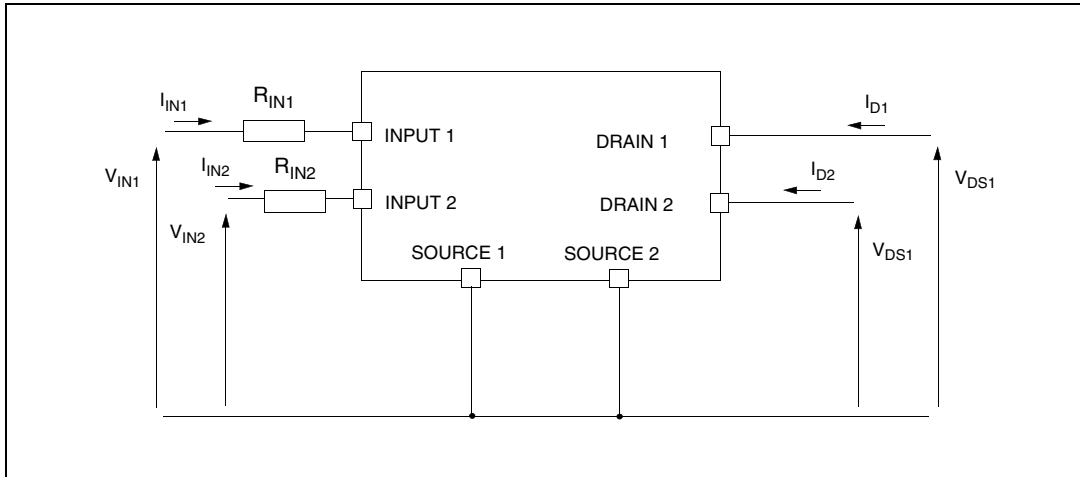 I_IN1
R_IN1
INPUT 1
DRAIN 1
I_D1
V_IN1
I_IN2
R_IN2
INPUT 2
DRAIN 2
I_D2
V_DS1
V_IN2
SOURCE 1
SOURCE 2
V_DS1